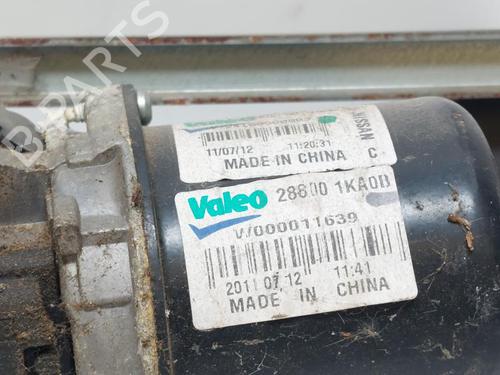 Valeo
11/07/12 11:20:31
MADE IN CHINA C
NISSAN
Valeo 28800 1KA0B
W000011639
2011 07.12 11:41
MADE IN CHINA
B-PARTS